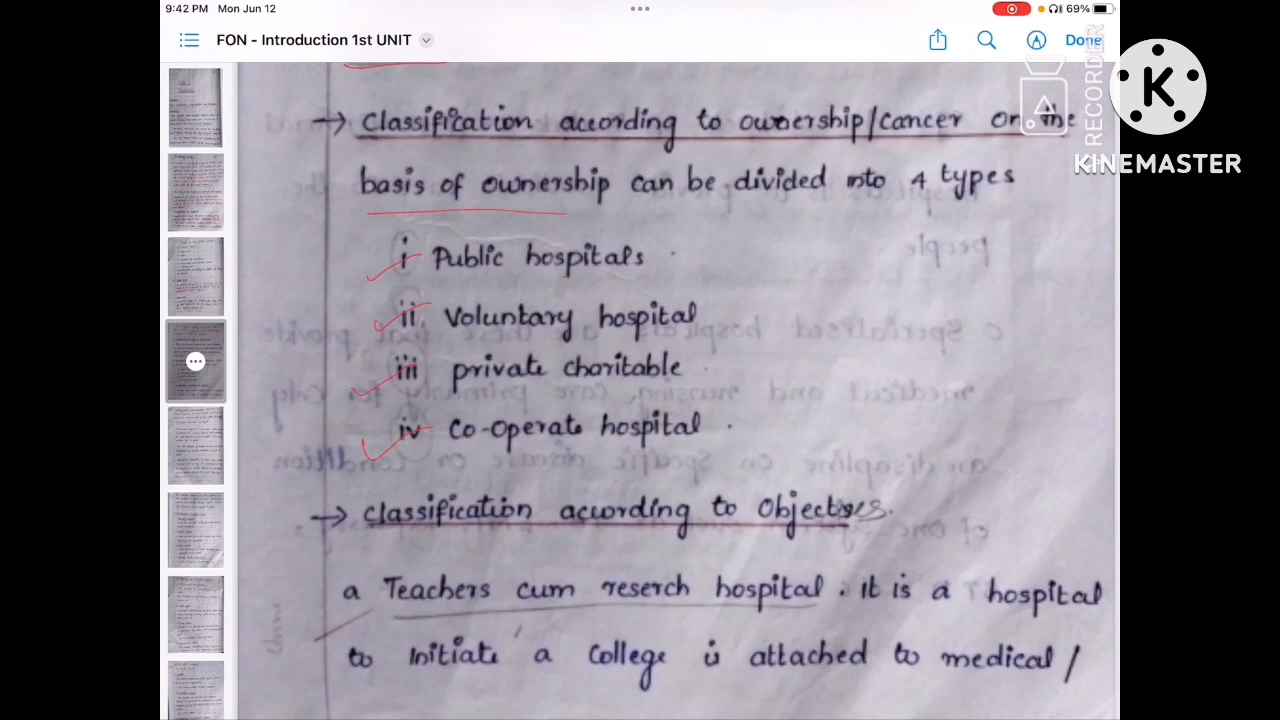 9:42 PM Mon Jun 12
69%
FON - Introduction 1st UNIT
Done
RECORDER
KINEMASTER
→ Classification according to ownership/cancer on the
basis of ownership can be divided into 4 types
i Public hospitals
ii. Voluntary hospital
iii private charitable
iv Co-operate hospital
→ classification according to Objectives.
a Teachers cum reserch hospital. it is a hospital
to initiate a College is attached to medical /